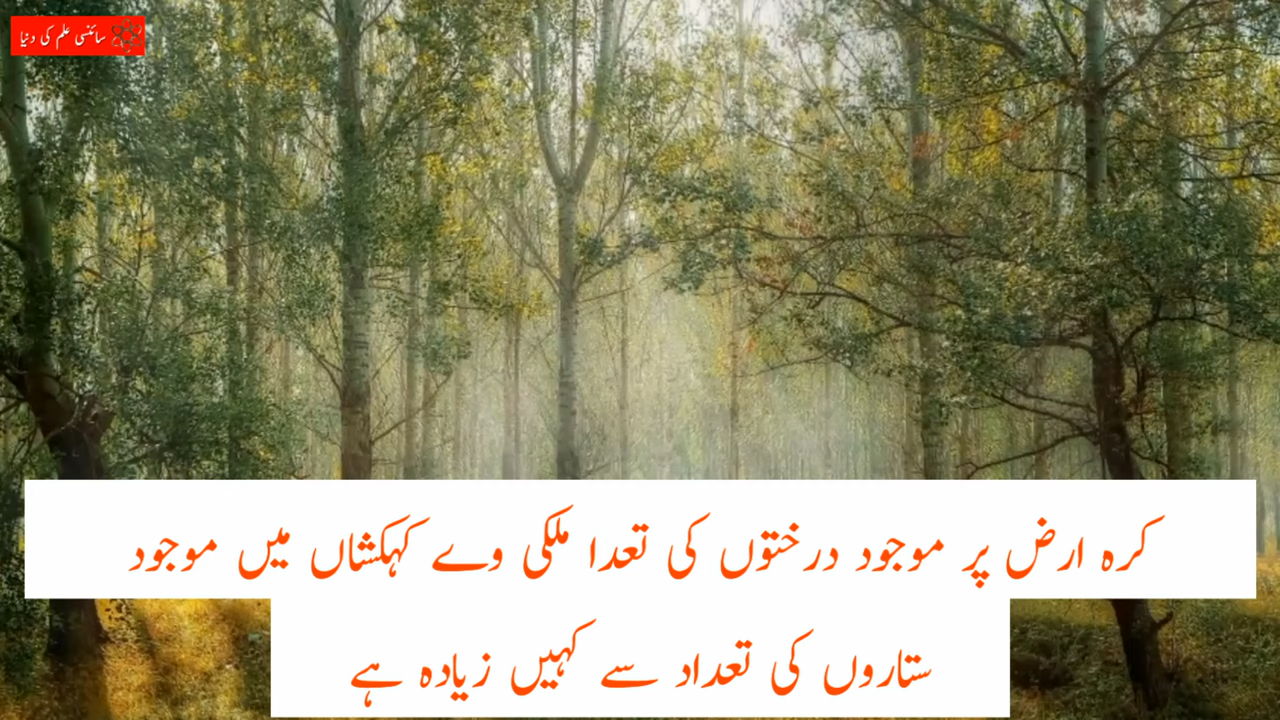 سائنسی علم کی دنیا
کرہ ارض پر موجود درختوں کی تعدا ملکی وے کہکشاں میں موجود
ستاروں کی تعداد سے کہیں زیادہ ہے